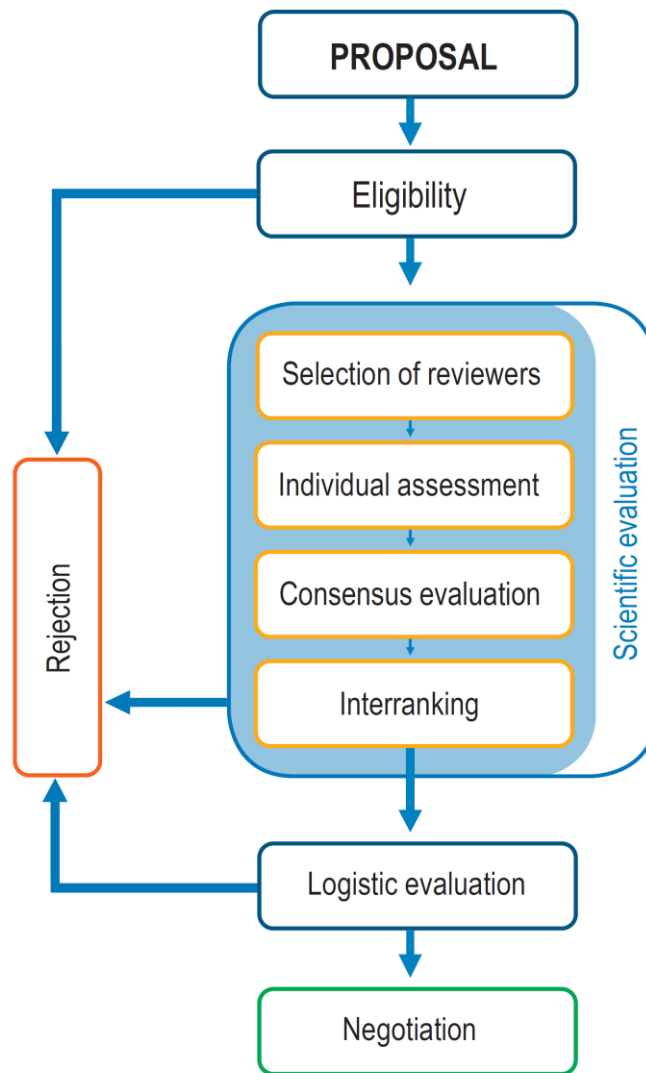 PROPOSAL
Eligibility
Selection of reviewers
Individual assessment
Consensus evaluation
Interranking
Scientific evaluation
Rejection
Logistic evaluation
Negotiation